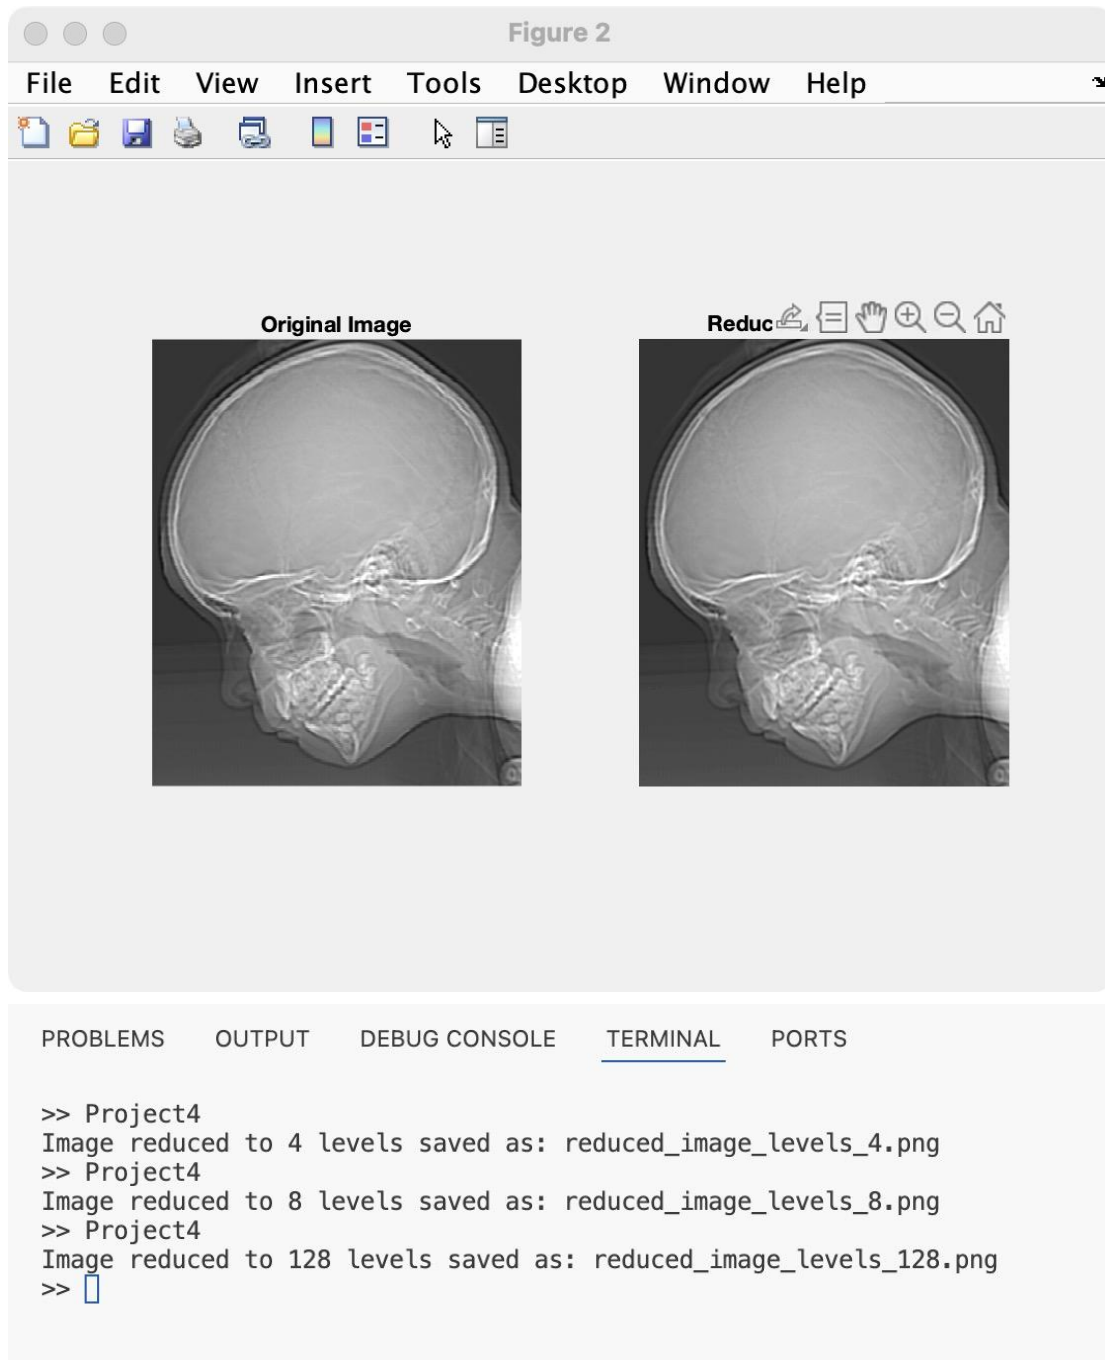 Figure 2
File Edit View Insert Tools Desktop Window Help
Original Image
Reduc
PROBLEMS OUTPUT DEBUG CONSOLE TERMINAL PORTS
>> Project4
Image reduced to 4 levels saved as: reduced_image_levels_4.png
>> Project4
Image reduced to 8 levels saved as: reduced_image_levels_8.png
>> Project4
Image reduced to 128 levels saved as: reduced_image_levels_128.png
>>